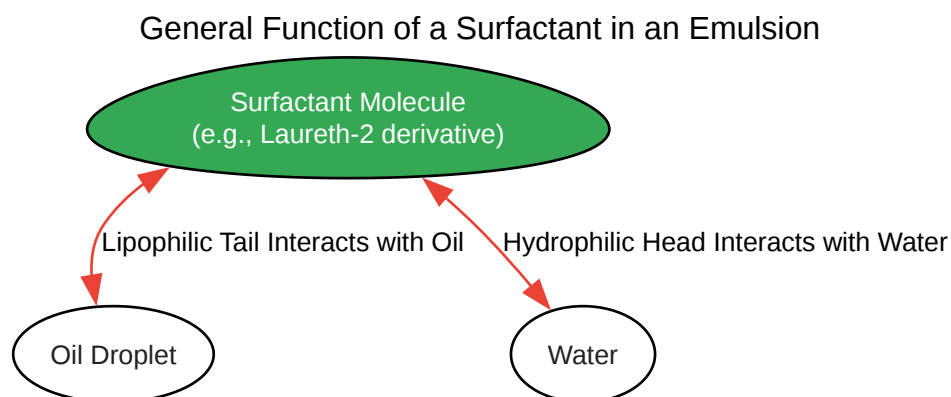 General Function of a Surfactant in an Emulsion
Surfactant Molecule
(e.g., Laureth-2 derivative)
Lipophilic Tail Interacts with Oil
Hydrophilic Head Interacts with Water
Oil Droplet
Water